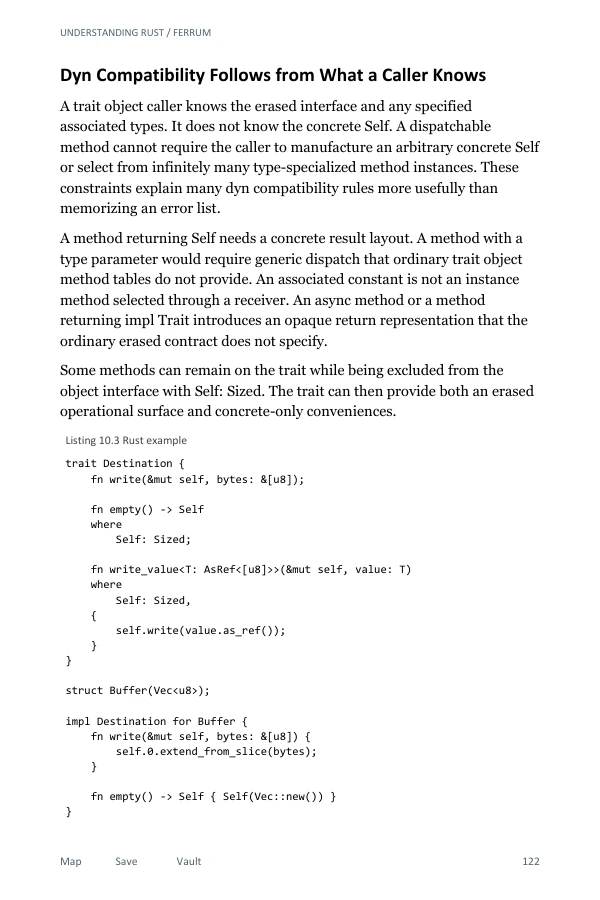 UNDERSTANDING RUST / FERRUM
Dyn Compatibility Follows from What a Caller Knows
A trait object caller knows the erased interface and any specified
associated types. It does not know the concrete Self. A dispatchable
method cannot require the caller to manufacture an arbitrary concrete Self
or select from infinitely many type-specialized method instances. These
constraints explain many dyn compatibility rules more usefully than
memorizing an error list.
A method returning Self needs a concrete result layout. A method with a
type parameter would require generic dispatch that ordinary trait object
method tables do not provide. An associated constant is not an instance
method selected through a receiver. An async method or a method
returning impl Trait introduces an opaque return representation that the
ordinary erased contract does not specify.
Some methods can remain on the trait while being excluded from the
object interface with Self: Sized. The trait can then provide both an erased
operational surface and concrete-only conveniences.
Listing 10.3 Rust example
trait Destination {
    fn write(&mut self, bytes: &[u8]);

    fn empty() -> Self
    where
        Self: Sized;

    fn write_value<T: AsRef<[u8]>>(&mut self, value: T)
    where
        Self: Sized,
    {
        self.write(value.as_ref());
    }
}

struct Buffer(Vec<u8>);

impl Destination for Buffer {
    fn write(&mut self, bytes: &[u8]) {
        self.0.extend_from_slice(bytes);
    }

    fn empty() -> Self { Self(Vec::new()) }
}
Map Save Vault 122